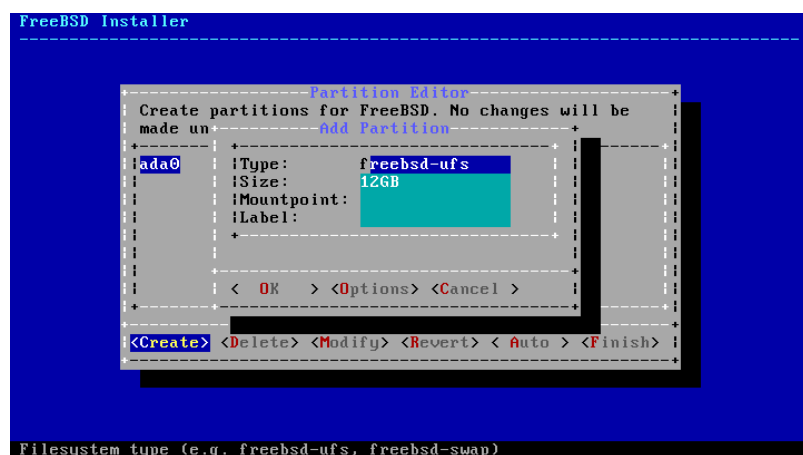 FreeBSD Installer
Partition Editor
Create partitions for FreeBSD. No changes will be
made un
Add Partition
ada0
Type: freebsd-ufs
Size: 12GB
Mountpoint:
Label:
< OK > <Options> <Cancel >
<Create> <Delete> <Modify> <Revert> < Auto > <Finish>
Filesystem type (e.g. freebsd-ufs, freebsd-swap)